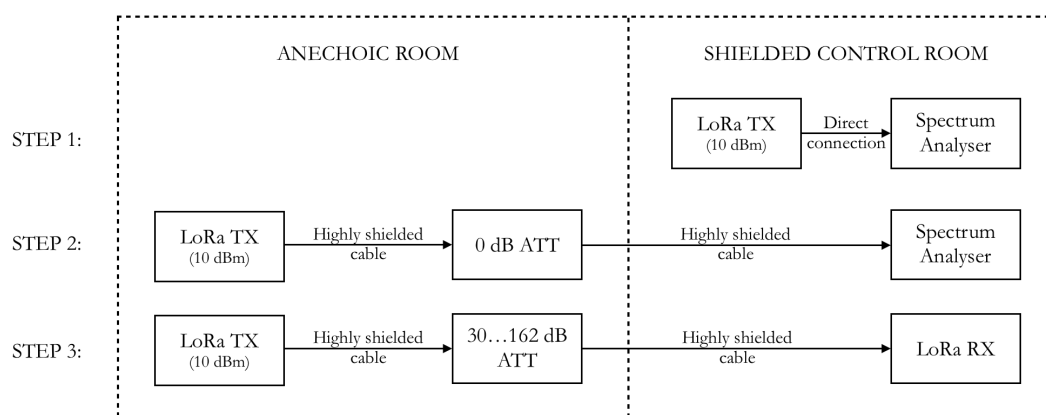 ANECHOIC ROOM
SHIELDED CONTROL ROOM
STEP 1:
LoRa TX
(10 dBm)
Direct
connection
Spectrum
Analyser
STEP 2:
LoRa TX
(10 dBm)
Highly shielded
cable
0 dB ATT
Highly shielded
cable
Spectrum
Analyser
STEP 3:
LoRa TX
(10 dBm)
Highly shielded
cable
30…162 dB
ATT
Highly shielded
cable
LoRa RX